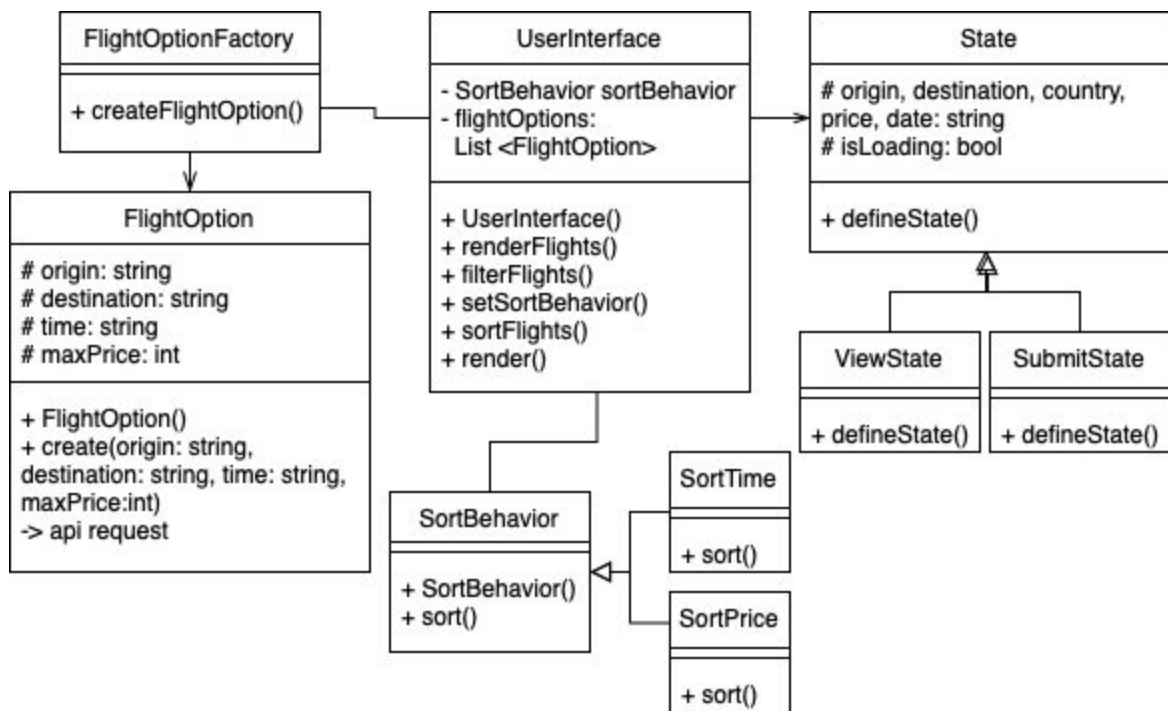 FlightOptionFactory
+ createFlightOption()
UserInterface
- SortBehavior sortBehavior
- flightOptions:
List <FlightOption>
+ UserInterface()
+ renderFlights()
+ filterFlights()
+ setSortBehavior()
+ sortFlights()
+ render()
State
# origin, destination, country,
price, date: string
# isLoading: bool
+ defineState()
FlightOption
# origin: string
# destination: string
# time: string
# maxPrice: int
+ FlightOption()
+ create(origin: string,
destination: string, time: string,
maxPrice:int)
-> api request
ViewState
+ defineState()
SubmitState
+ defineState()
SortBehavior
+ SortBehavior()
+ sort()
SortTime
+ sort()
SortPrice
+ sort()